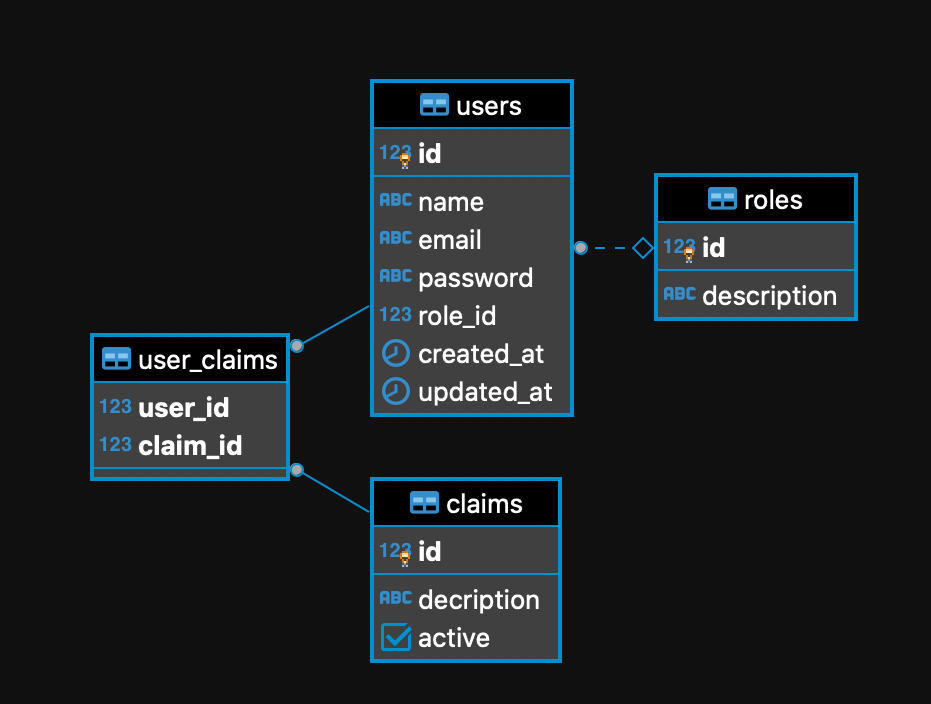 users
123 id
ABC name
ABC email
ABC password
123 role_id
created_at
updated_at
roles
123 id
ABC description
user_claims
123 user_id
123 claim_id
claims
123 id
ABC decription
active